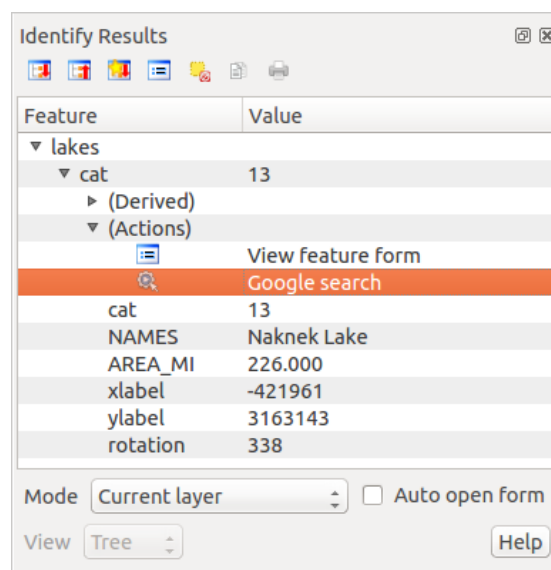 Identify Results
Feature Value
lakes
cat 13
(Derived)
(Actions)
View feature form
Google search
cat 13
NAMES Naknek Lake
AREA_MI 226.000
xlabel -421961
ylabel 3163143
rotation 338
Mode Current layer Auto open form
View Tree Help